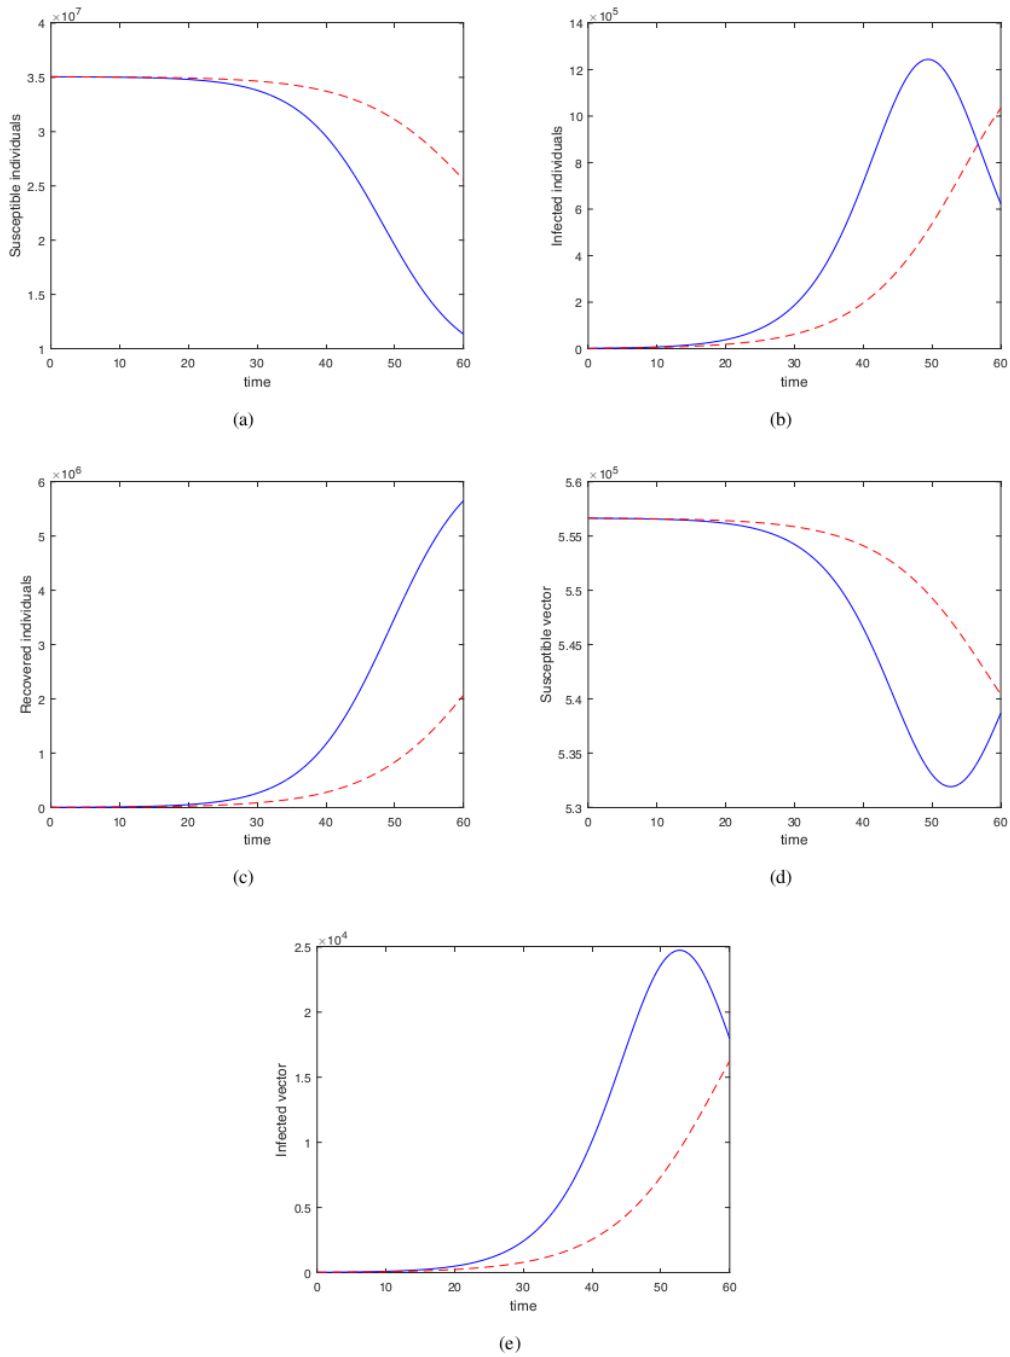 ×10^7
4
3.5
3
2.5
2
1.5
1
0 10 20 30 40 50 60
Susceptible individuals
time
(a)
×10^5
14
12
10
8
6
4
2
0
0 10 20 30 40 50 60
Infected individuals
time
(b)
×10^6
6
5
4
3
2
1
0
0 10 20 30 40 50 60
Recovered individuals
time
(c)
×10^5
5.6
5.55
5.5
5.45
5.4
5.35
5.3
0 10 20 30 40 50 60
Susceptible vector
time
(d)
×10^4
2.5
2
1.5
1
0.5
0
0 10 20 30 40 50 60
Infected vector
time
(e)